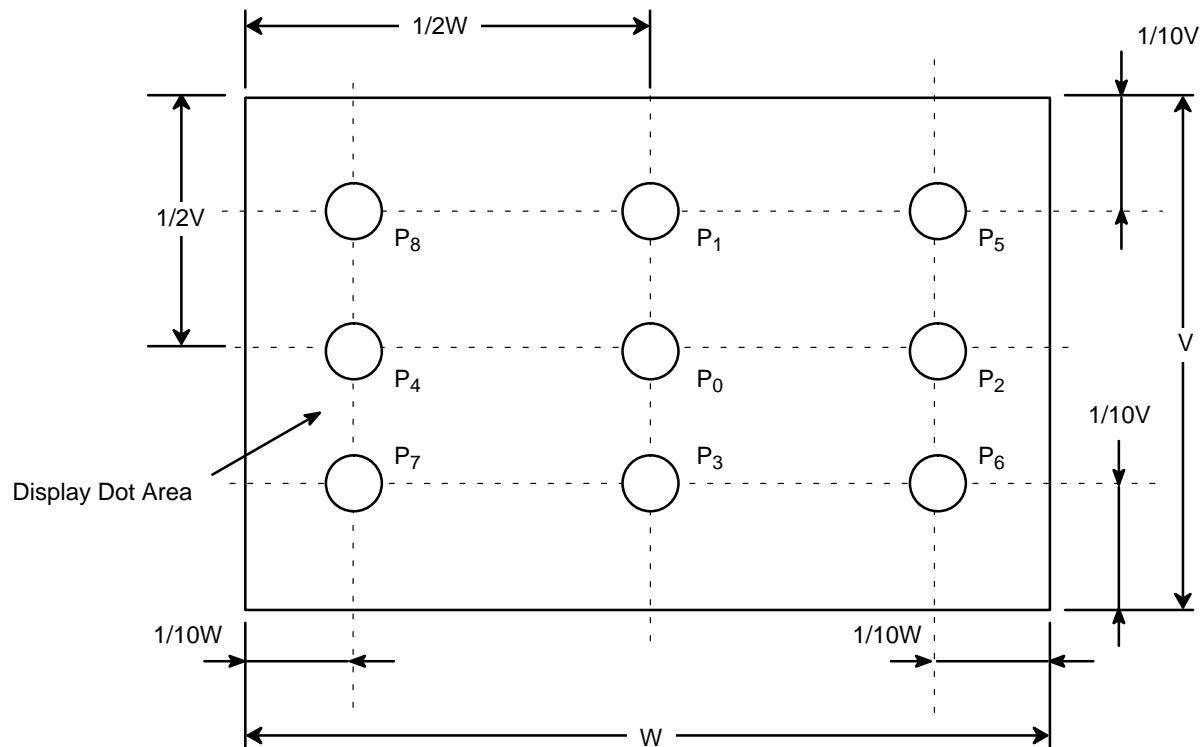 1/2W
1/10V
1/2V
P8
P1
P5
V
P4
P0
P2
1/10V
P7
P3
P6
Display Dot Area
1/10W
1/10W
W